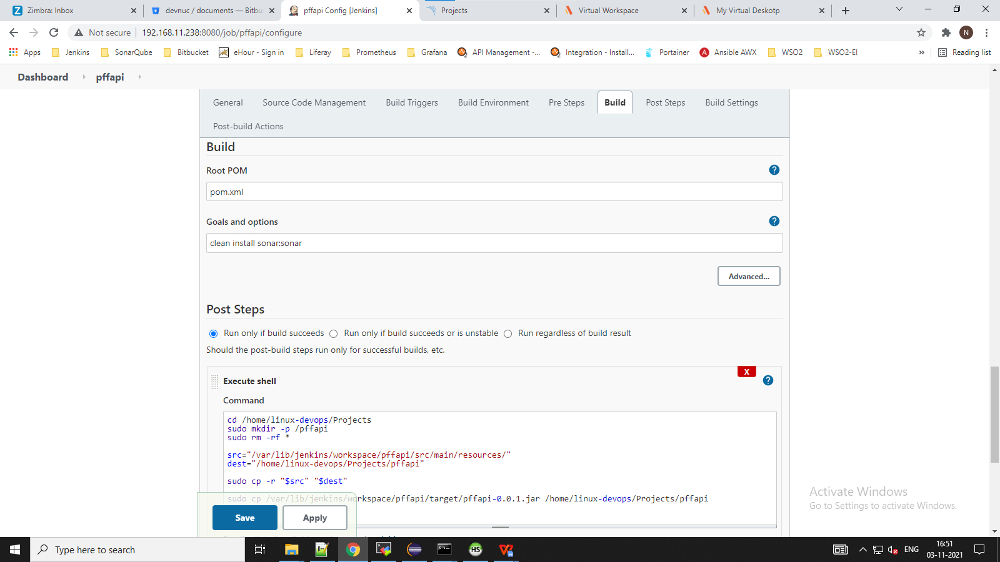 Zimbra: Inbox
devnuc / documents — Bitbu
pffapi Config [Jenkins]
Projects
Virtual Workspace
My Virtual Deskotp
Not secure
192.168.11.238:8080/job/pffapi/configure
N
Apps
Jenkins
SonarQube
Bitbucket
eHour - Sign in
Liferay
Prometheus
Grafana
API Management -...
Integration - Install...
Portainer
Ansible AWX
WSO2
WSO2-EI
»
Reading list
Dashboard
pffapi
General
Source Code Management
Build Triggers
Build Environment
Pre Steps
Build
Post Steps
Build Settings
Post-build Actions
Build
Root POM
pom.xml
Goals and options
clean install sonar:sonar
Advanced...
Post Steps
Run only if build succeeds
Run only if build succeeds or is unstable
Run regardless of build result
Should the post-build steps run only for successful builds, etc.
X
Execute shell
Command
cd /home/linux-devops/Projects
sudo mkdir -p /pffapi
sudo rm -rf *
src="/var/lib/jenkins/workspace/pffapi/src/main/resources/"
dest="/home/linux-devops/Projects/pffapi"
sudo cp -r "$src" "$dest"
sudo cp /var/lib/jenkins/workspace/pffapi/target/pffapi-0.0.1.jar /home/linux-devops/Projects/pffapi
Save
Apply
Activate Windows
Go to Settings to activate Windows.
Type here to search
HS
ENG
16:51
03-11-2021